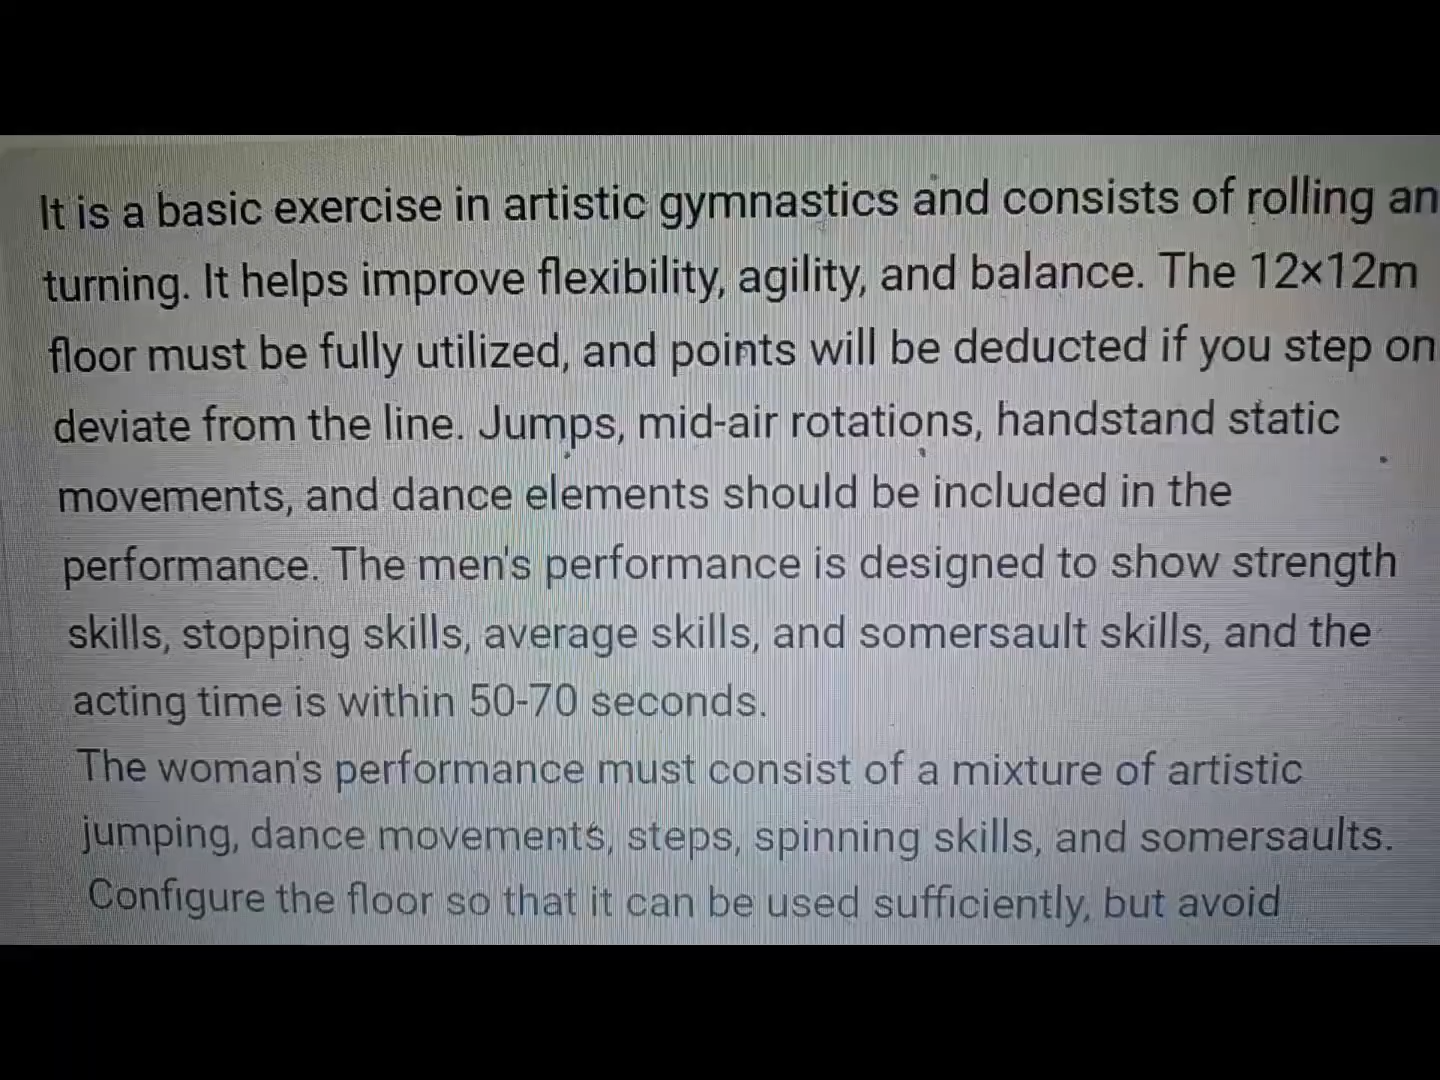 It is a basic exercise in artistic gymnastics and consists of rolling an
turning. It helps improve flexibility, agility, and balance. The 12×12m
floor must be fully utilized, and points will be deducted if you step on
deviate from the line. Jumps, mid-air rotations, handstand static
movements, and dance elements should be included in the
performance. The men's performance is designed to show strength
skills, stopping skills, average skills, and somersault skills, and the
acting time is within 50-70 seconds.
The woman's performance must consist of a mixture of artistic
jumping, dance movements, steps, spinning skills, and somersaults.
Configure the floor so that it can be used sufficiently, but avoid